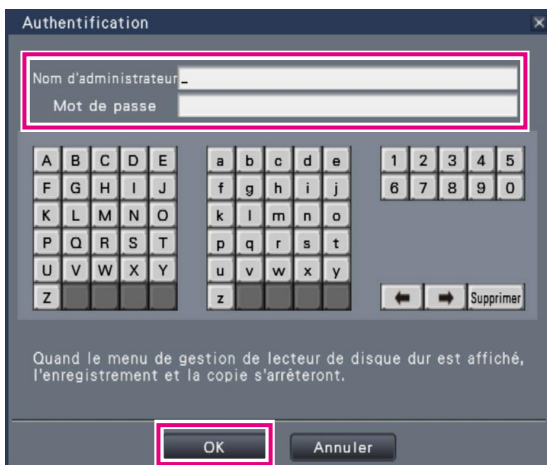 Authentification
Nom d'administrateur _
Mot de passe
A B C D E a b c d e 1 2 3 4 5
F G H I J f g h i j 6 7 8 9 0
K L M N O k l m n o
P Q R S T p q r s t
U V W X Y u v w x y
Z z Supprimer
Quand le menu de gestion de lecteur de disque dur est affiché,
l'enregistrement et la copie s'arrêteront.
OK Annuler